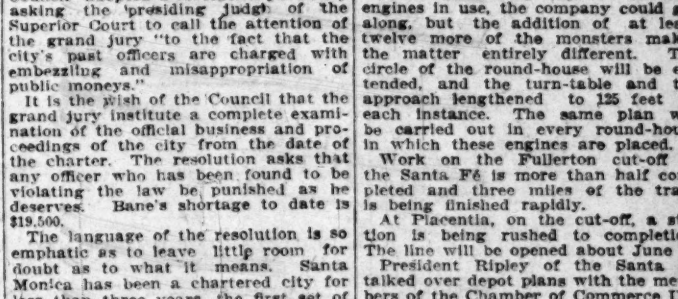 asking the presiding judge of the
Superior Court to call the attention of
the grand jury "to the fact that the
city's past officers are charged with
embezzling and misappropriation of
public moneys."
It is the wish of the Council that the
grand jury institute a complete exami-
nation of the official business and pro-
ceedings of the city from the date of
the charter. The resolution asks that
any officer who has been found to be
violating the law be punished as he
deserves. Bane's shortage to date is
$19,500.
The language of the resolution is so
emphatic as to leave little room for
doubt as to what it means. Santa
Monica has been a chartered city for
less than three years, the first set of
engines in use, the company could
along, but the addition of at
twelve more of the monsters
the matter entirely different.
circle of the round-house will be
tended, and the turn-table and
approach lengthened to 125 feet
each instance. The same plan
be carried out in every
in which these engines are placed.
Work on the Fullerton cut-off
the Santa Fé is more than half
pleted and three miles of the
is being finished rapidly.
At Placentia, on the cut-off, a
tion is being rushed to
The line will be opened about June
President Ripley of the Santa
talked over depot plans with the
bers of the Chamber of Commerce